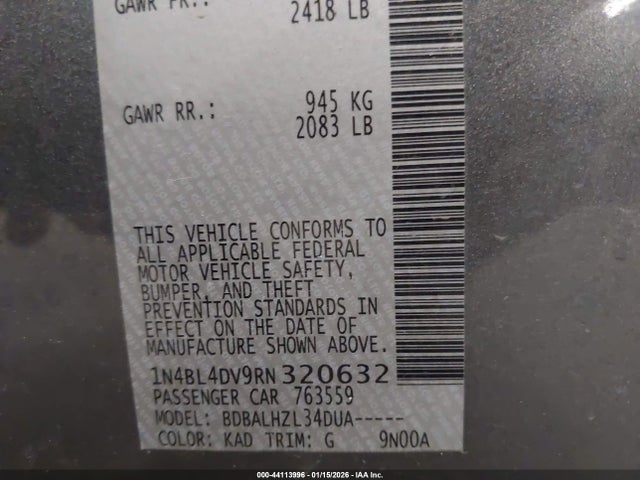 GAWR FR.:
2418 LB
GAWR RR.: 945 KG
2083 LB
THIS VEHICLE CONFORMS TO
ALL APPLICABLE FEDERAL
MOTOR VEHICLE SAFETY,
BUMPER, AND THEFT
PREVENTION STANDARDS IN
EFFECT ON THE DATE OF
MANUFACTURE SHOWN ABOVE.
1N4BL4DV9RN320632
PASSENGER CAR 763559
MODEL: BDBALHZL34DUA-----
COLOR: KAD TRIM: G 9N00A
000-44113996 - 01/15/2026 - IAA Inc.